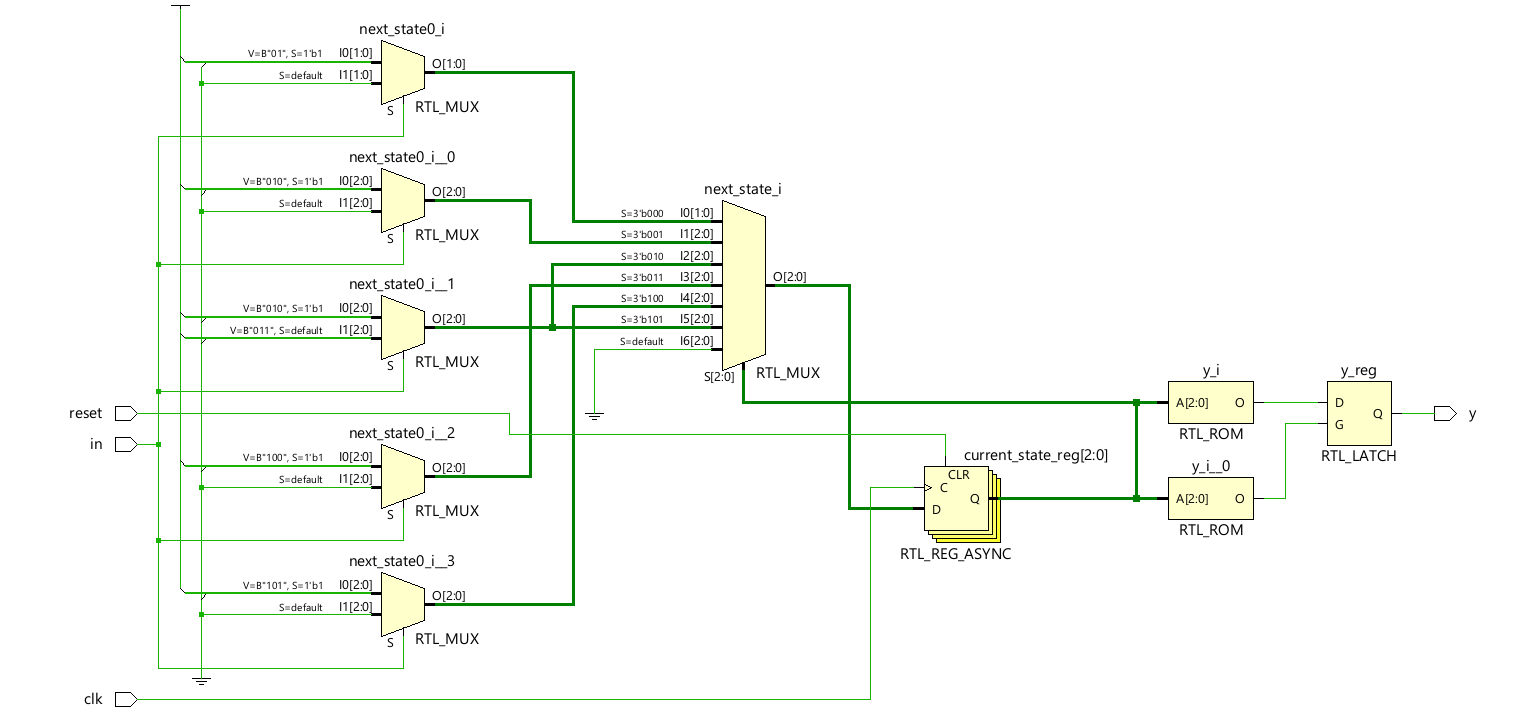 next_state0_i
V=B"01", S=1'b1 I0[1:0] O[1:0]
S=default I1[1:0]
S RTL_MUX
next_state0_i__0
V=B"010", S=1'b1 I0[2:0] O[2:0]
S=default I1[2:0]
S RTL_MUX
next_state0_i__1
V=B"010", S=1'b1 I0[2:0] O[2:0]
V=B"011", S=default I1[2:0]
S RTL_MUX
next_state_i
S=3'b000 I0[1:0]
S=3'b001 I1[2:0]
S=3'b010 I2[2:0]
S=3'b011 I3[2:0] O[2:0]
S=3'b100 I4[2:0]
S=3'b101 I5[2:0]
S=default I6[2:0]
S[2:0] RTL_MUX
reset
in
next_state0_i__2
V=B"100", S=1'b1 I0[2:0] O[2:0]
S=default I1[2:0]
S RTL_MUX
next_state0_i__3
V=B"101", S=1'b1 I0[2:0] O[2:0]
S=default I1[2:0]
S RTL_MUX
clk
current_state_reg[2:0]
CLR
C
Q
D
RTL_REG_ASYNC
y_i
A[2:0] O
RTL_ROM
y_i__0
A[2:0] O
RTL_ROM
y_reg
D
Q
G
RTL_LATCH
y